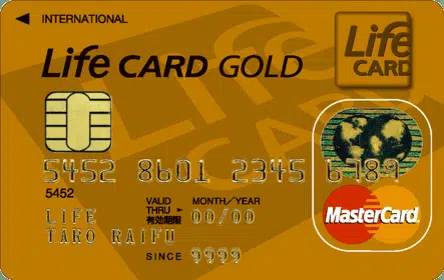 INTERNATIONAL
Life CARD GOLD
Life
CARD
5452 8601 2345 6789
5452
VALID THRU 有効期限 MONTH/YEAR 00/00
LIFE
TARO RAIFU
SINCE 9999
MasterCard